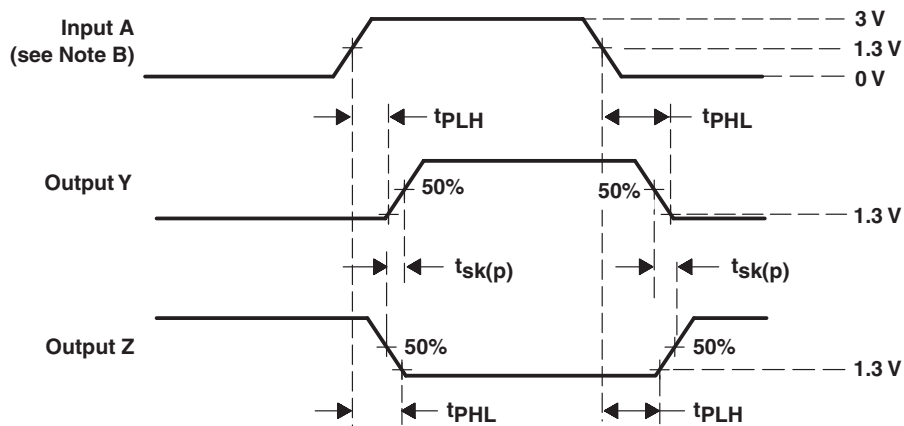 Input A
(see Note B)
3 V
1.3 V
0 V
tPLH
tPHL
Output Y
50%
50%
1.3 V
tsk(p)
tsk(p)
Output Z
50%
50%
1.3 V
tPHL
tPLH